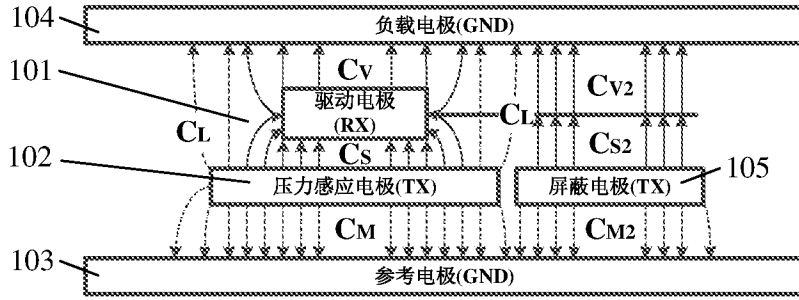 104
负载电极(GND)
101
CV
CV2
驱动电极
(RX)
CL
CL
CS
CS2
102
105
压力感应电极(TX)
屏蔽电极(TX)
CM
CM2
103
参考电极(GND)